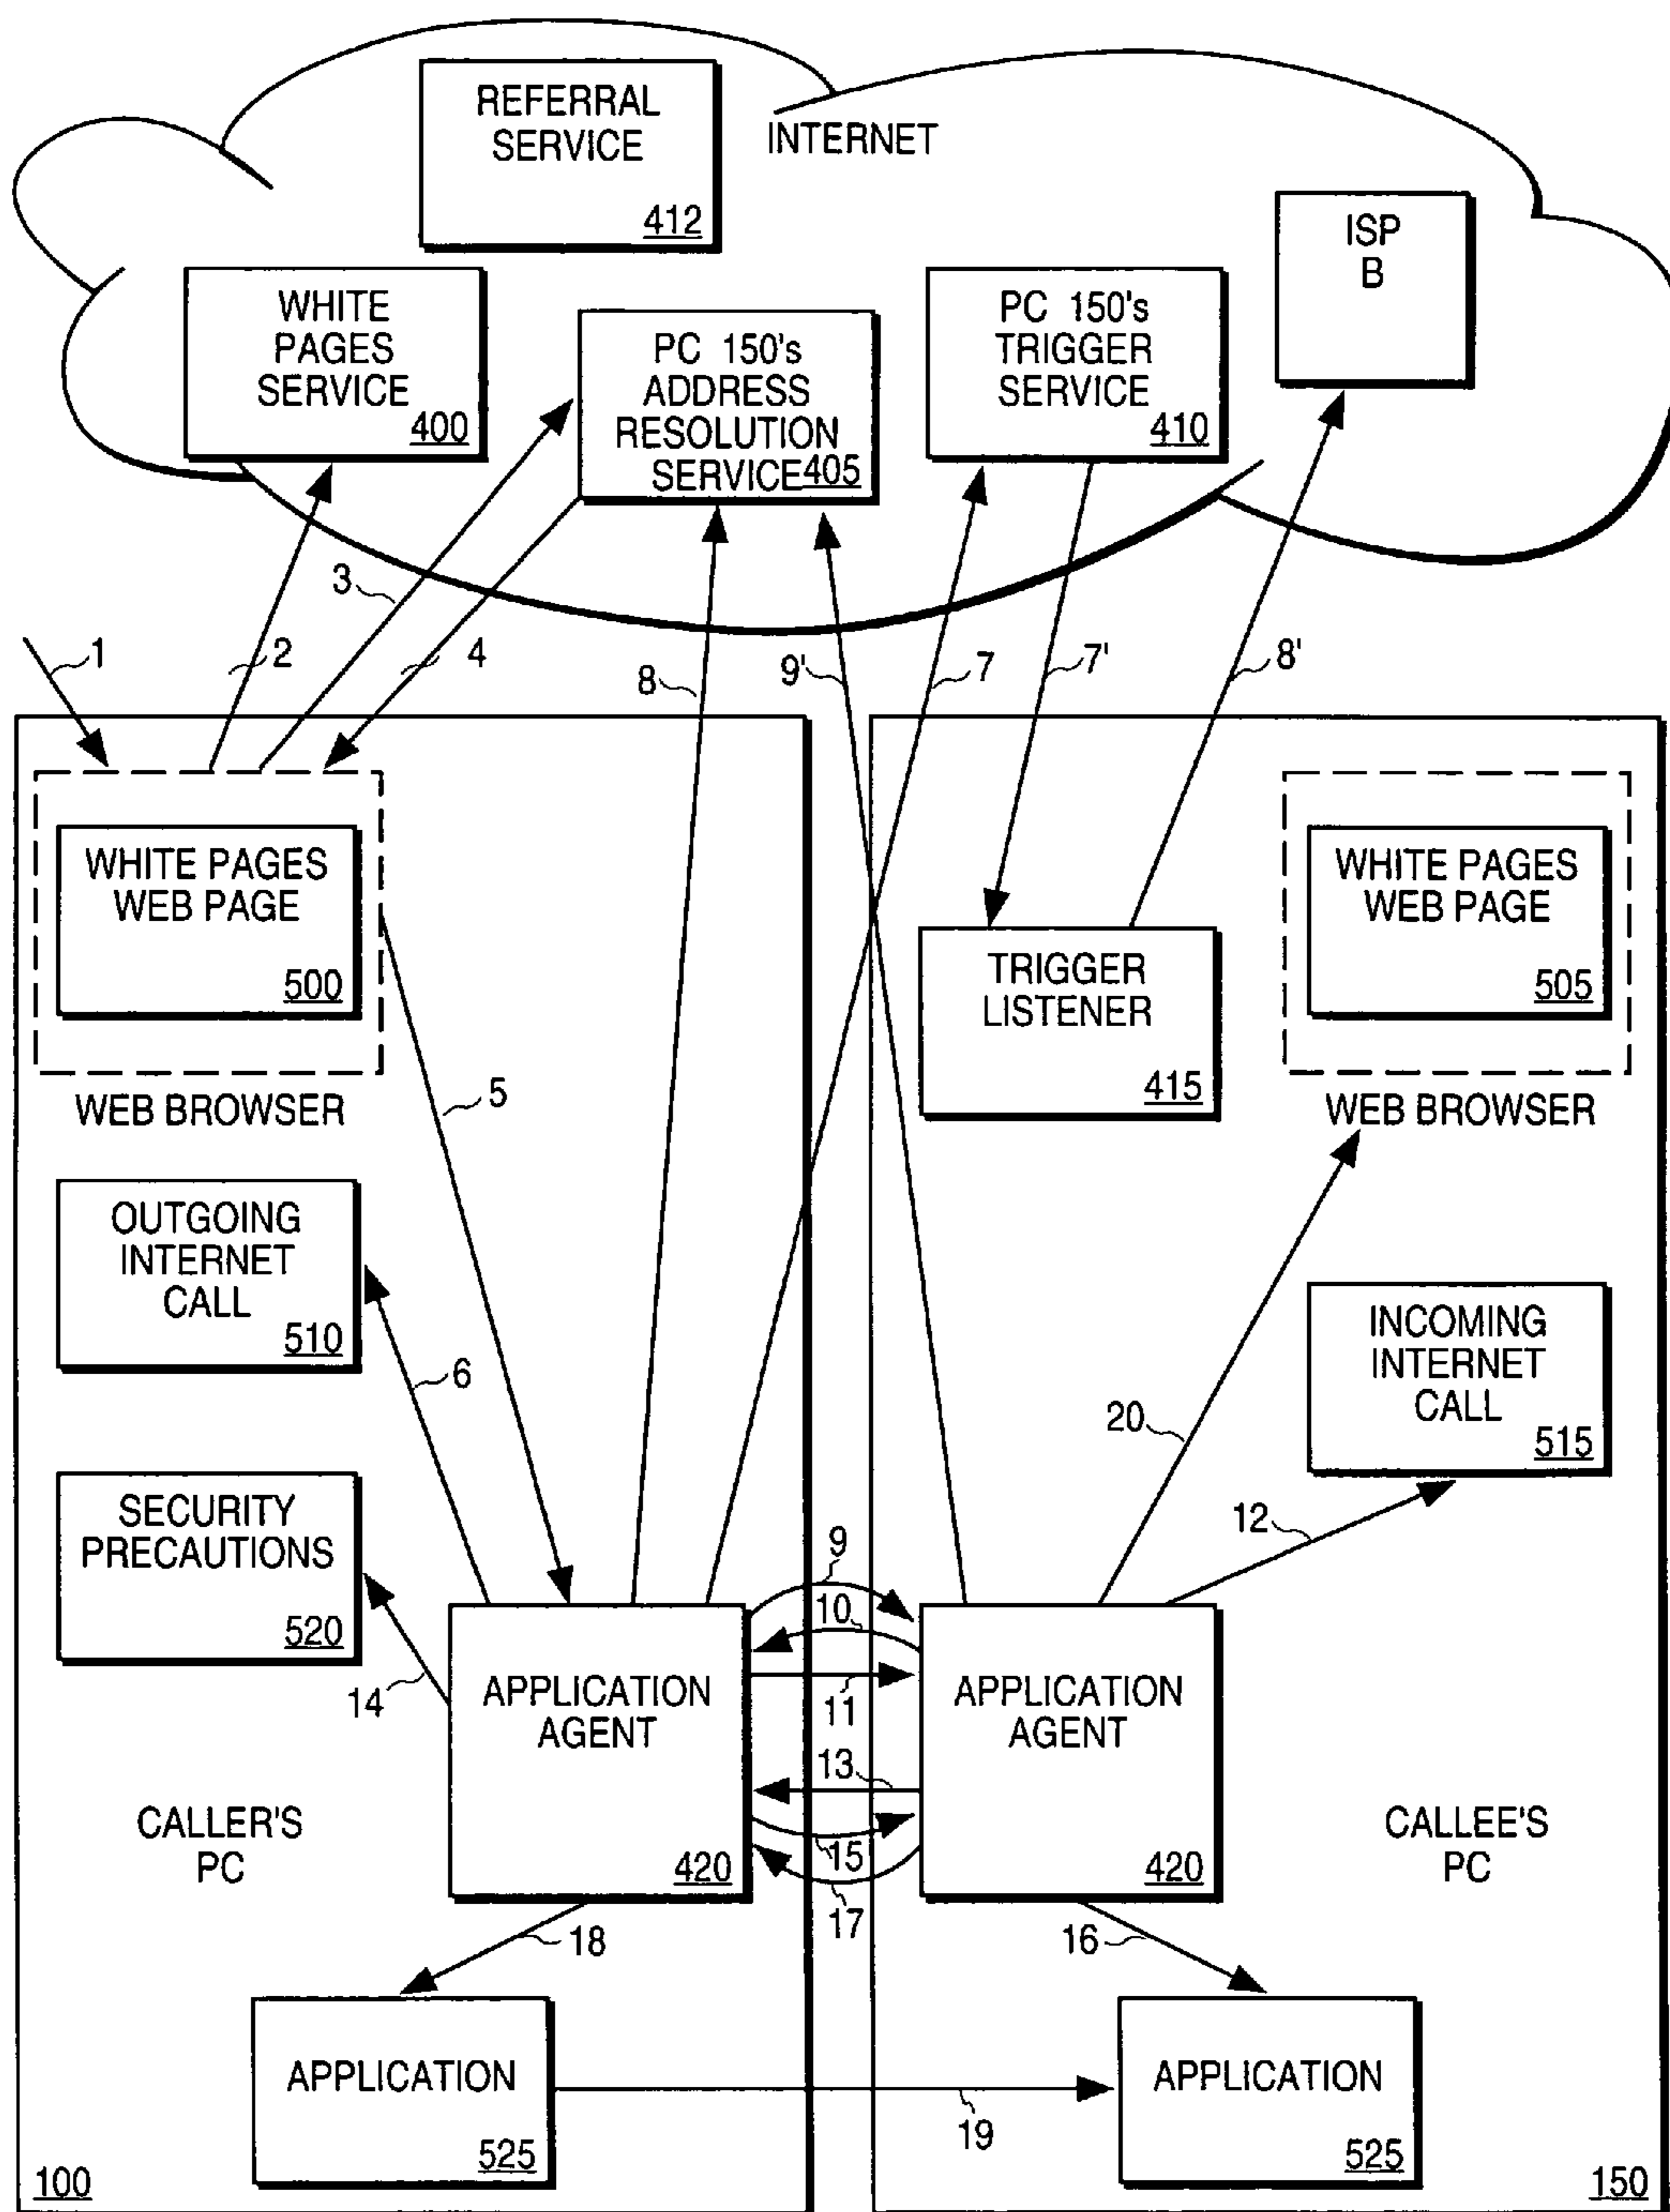 REFERRAL
SERVICE
412
INTERNET
WHITE
PAGES
SERVICE
400
PC 150's
ADDRESS
RESOLUTION
SERVICE 405
PC 150's
TRIGGER
SERVICE
410
ISP
B
1
2
3
4
8
9'
7
7'
8'
WHITE PAGES
WEB PAGE
500
WEB BROWSER
5
TRIGGER
LISTENER
415
WHITE PAGES
WEB PAGE
505
WEB BROWSER
OUTGOING
INTERNET
CALL
510
6
20
INCOMING
INTERNET
CALL
515
12
SECURITY
PRECAUTIONS
520
14
9
10
11
13
15
17
APPLICATION
AGENT
420
APPLICATION
AGENT
420
CALLER'S
PC
CALLEE'S
PC
18
16
APPLICATION
525
19
APPLICATION
525
100
150